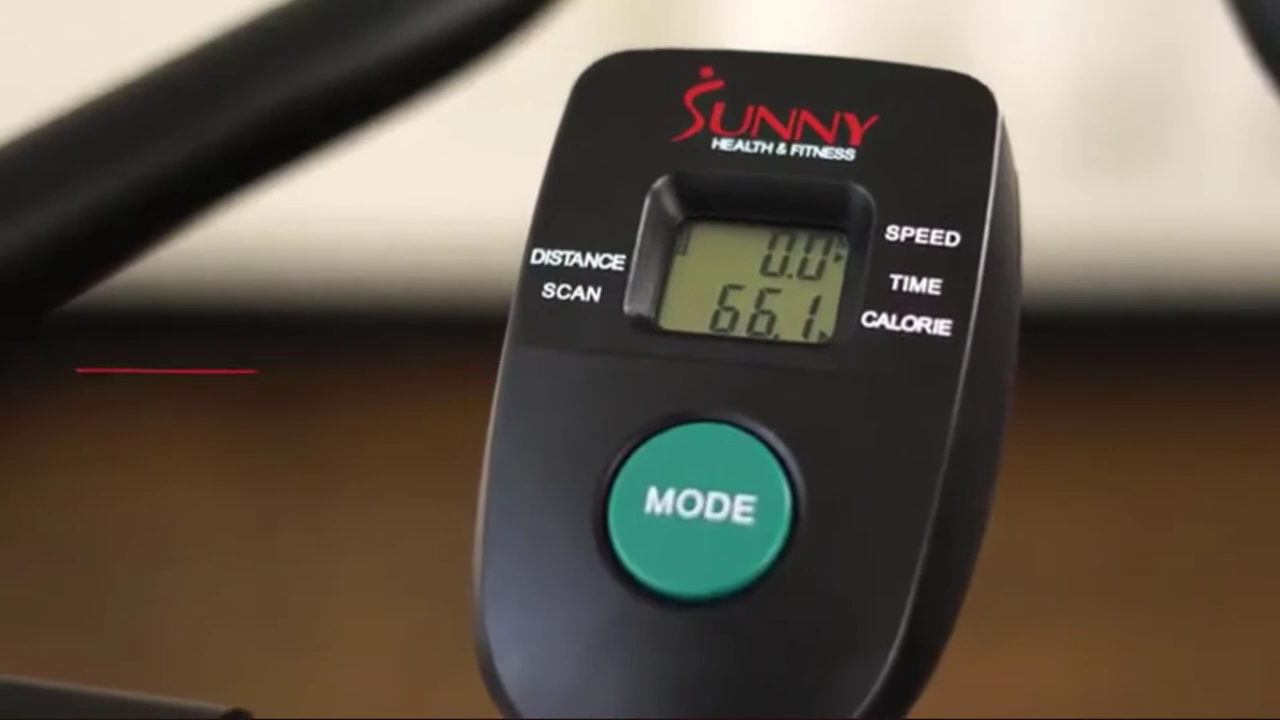 SUNNY
HEALTH & FITNESS
SPEED
DISTANCE
0.0
TIME
SCAN
66.1
CALORIE
MODE